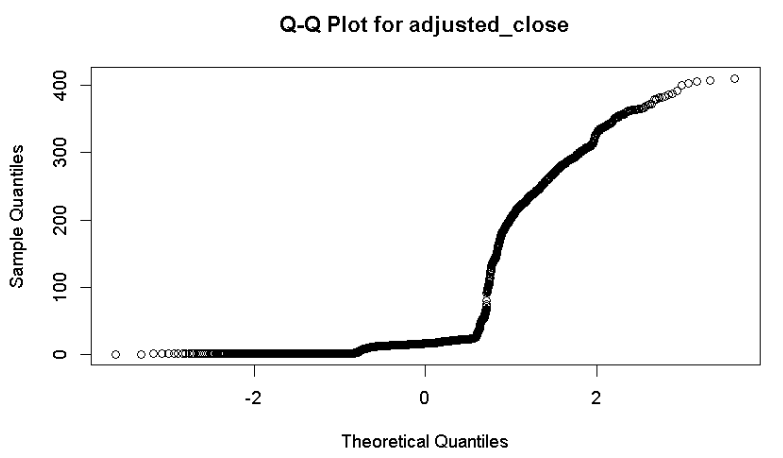 Q-Q Plot for adjusted_close
400
300
200
100
0
Sample Quantiles
-2
0
2
Theoretical Quantiles